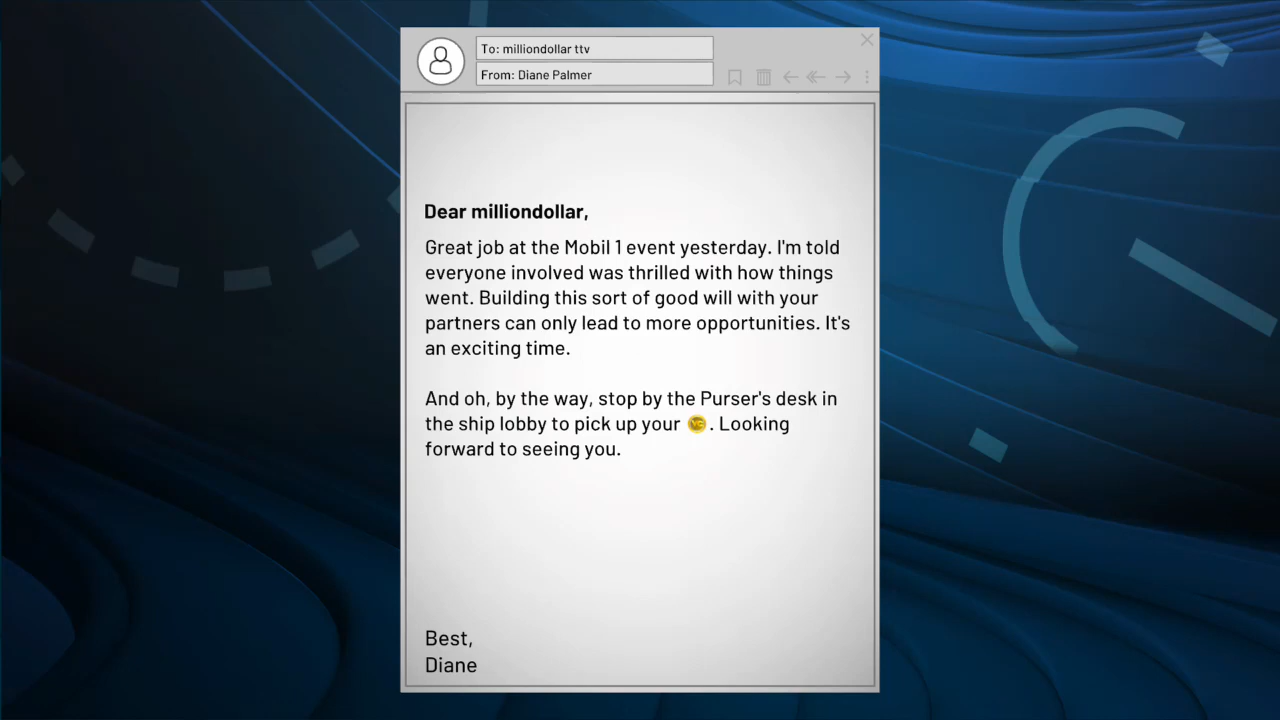 To: milliondollar ttv
From: Diane Palmer
Dear milliondollar,
Great job at the Mobil 1 event yesterday. I'm told
everyone involved was thrilled with how things
went. Building this sort of good will with your
partners can only lead to more opportunities. It's
an exciting time.
And oh, by the way, stop by the Purser's desk in
the ship lobby to pick up your VC . Looking
forward to seeing you.
Best,
Diane